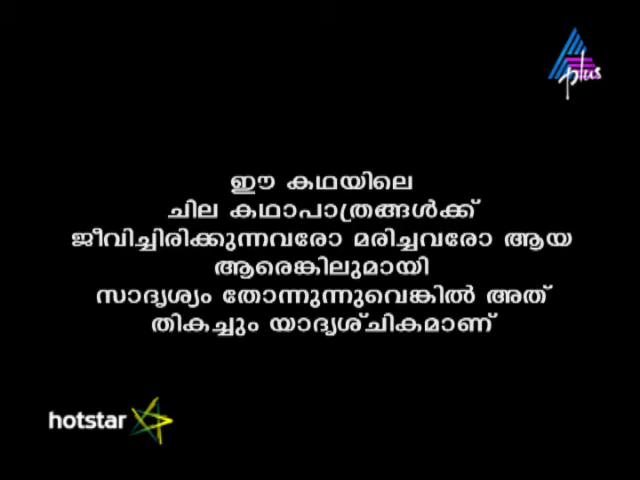 plus
ഈ കഥയിലെ
ചില കഥാപാത്രങ്ങൾക്ക്
ജീവിച്ചിരിക്കുന്നവരോ മരിച്ചവരോ ആയ
ആരെങ്കിലുമായി
സാദൃശ്യം തോന്നുന്നുവെങ്കിൽ അത്
തികച്ചും യാദൃശ്ചികമാണ്
hotstar